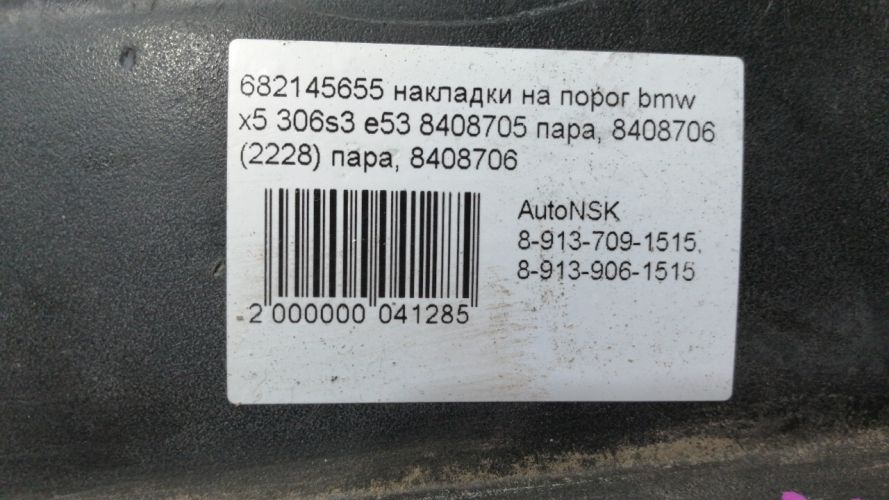 682145655 накладки на порог bmw
x5 306s3 e53 8408705 пара, 8408706
(2228) пара, 8408706
AutoNSK
8-913-709-1515,
8-913-906-1515
2 000000 041285